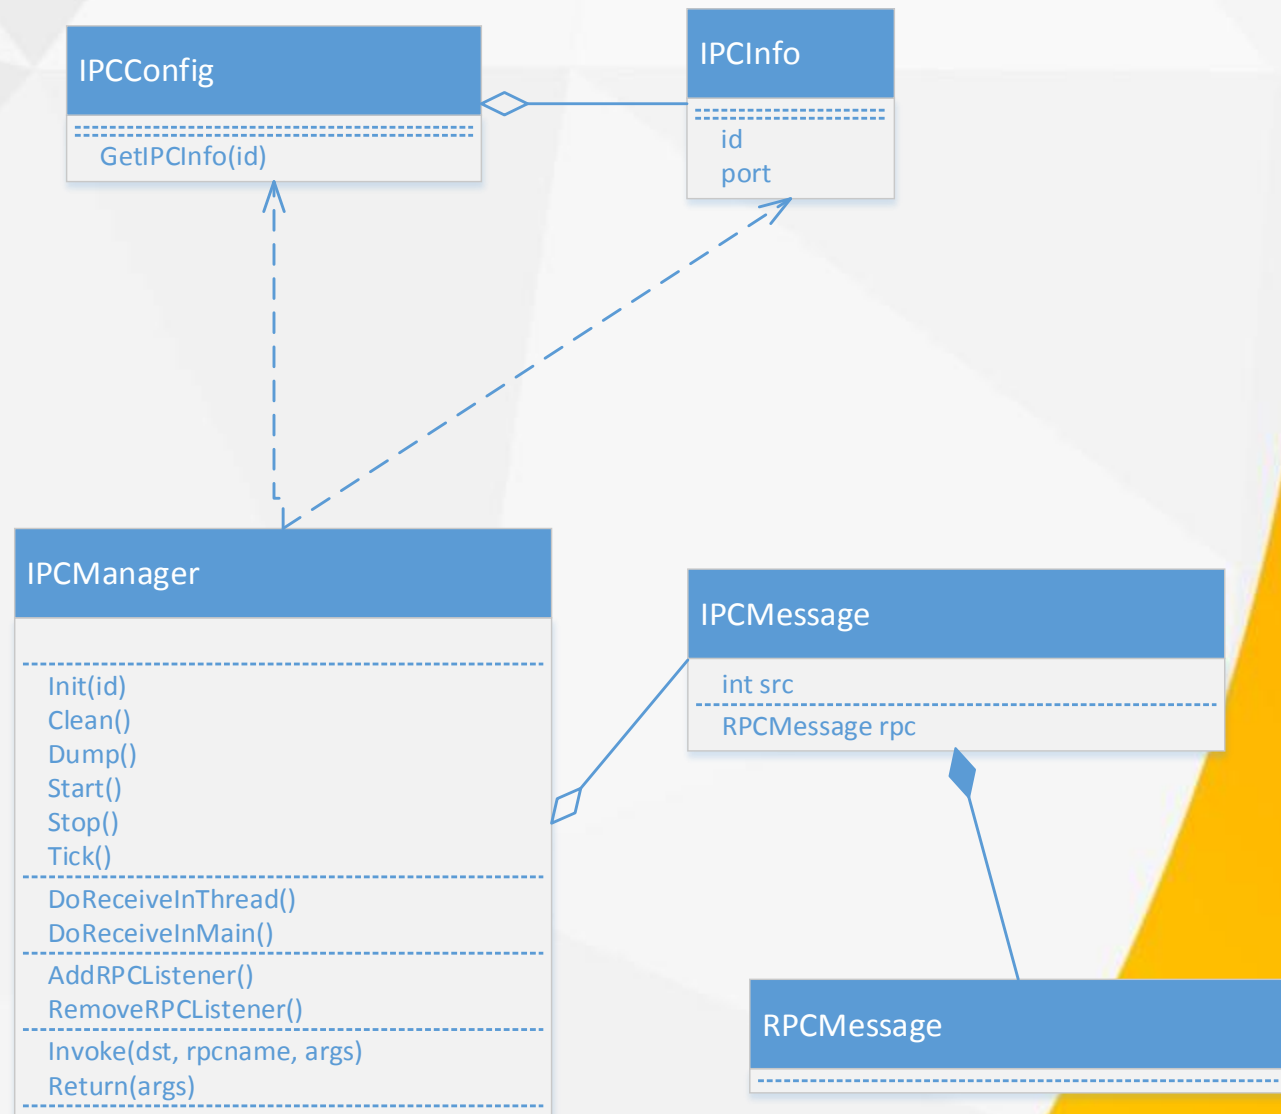 IPCConfig
GetIPCInfo(id)
IPCInfo
id
port
IPCManager
Init(id)
Clean()
Dump()
Start()
Stop()
Tick()
DoReceiveInThread()
DoReceiveInMain()
AddRPCListener()
RemoveRPCListener()
Invoke(dst, rpcname, args)
Return(args)
IPCMessage
int src
RPCMessage rpc
RPCMessage